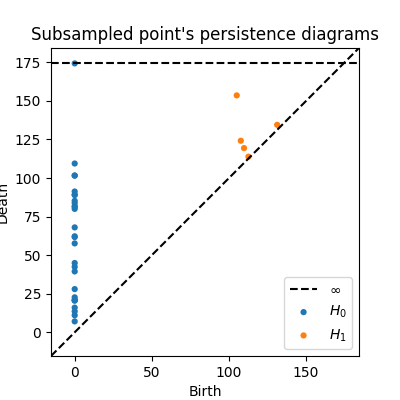 Subsampled point's persistence diagrams
175
150
125
100
75
50
25
0
Death
∞
H₀
H₁
0
50
100
150
Birth